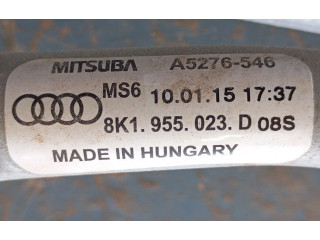 MITSUBA A5276-546
MS6 10.01.15 17:37
8K1.955.023.D 08S
MADE IN HUNGARY